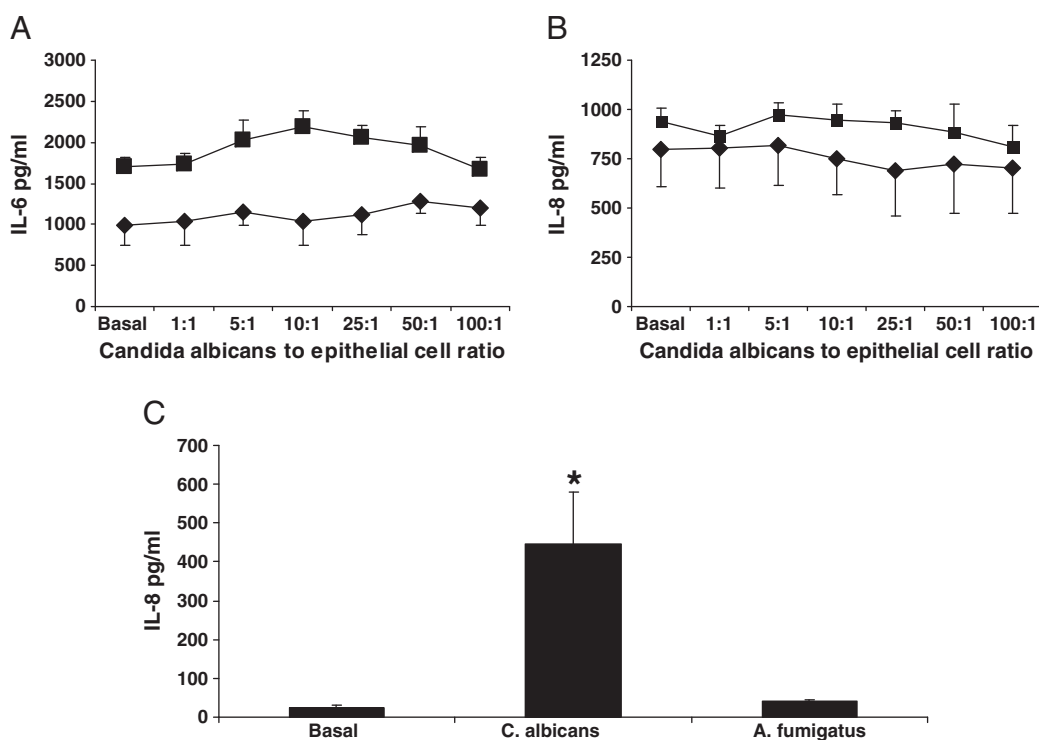 A
3000
2500
2000
1500
1000
500
0
IL-6 pg/ml
Basal 1:1 5:1 10:1 25:1 50:1 100:1
Candida albicans to epithelial cell ratio
B
1250
1000
750
500
250
0
IL-8 pg/ml
Basal 1:1 5:1 10:1 25:1 50:1 100:1
Candida albicans to epithelial cell ratio
C
700
600
500
400
300
200
100
0
IL-8 pg/ml
*
Basal C. albicans A. fumigatus